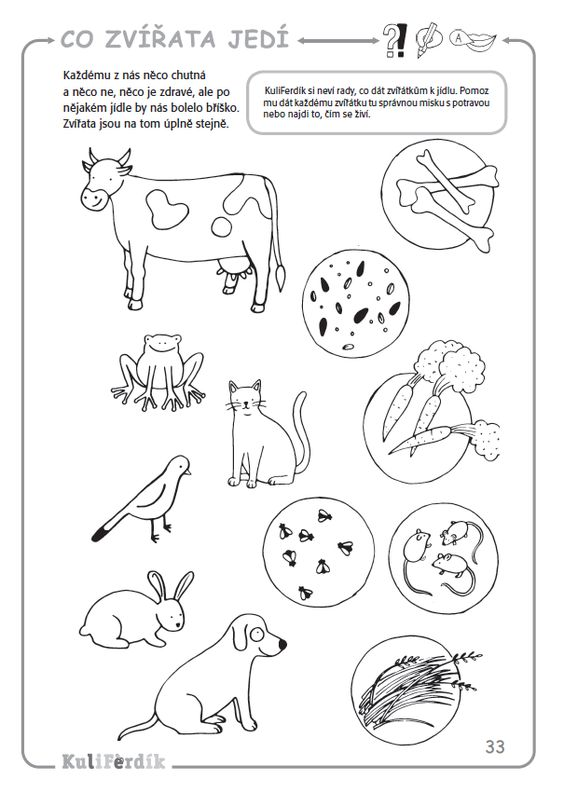 CO ZVÍŘATA JEDÍ
?!
A
Každému z nás něco chutná
a něco ne, něco je zdravé, ale po
nějakém jídle by nás bolelo bříško.
Zvířata jsou na tom úplně stejně.
KuliFerdík si neví rady, co dát zvířátkům k jídlu. Pomoz
mu dát každému zvířátku tu správnou misku s potravou
nebo najdi to, čím se živí.
33
KuliFèrdík